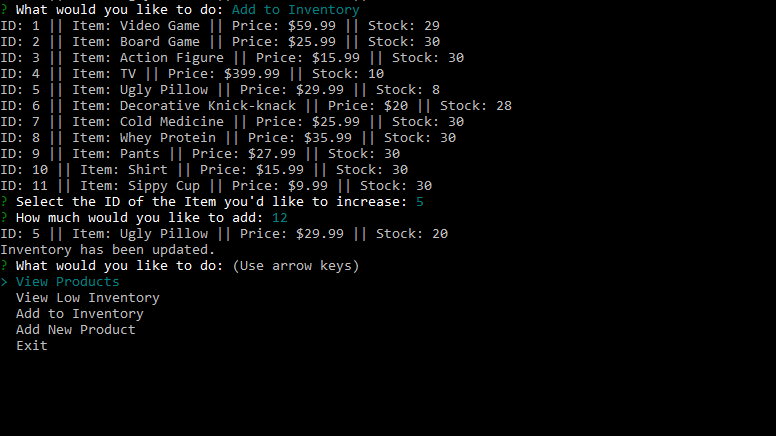 ? What would you like to do: Add to Inventory
ID: 1 || Item: Video Game || Price: $59.99 || Stock: 29
ID: 2 || Item: Board Game || Price: $25.99 || Stock: 30
ID: 3 || Item: Action Figure || Price: $15.99 || Stock: 30
ID: 4 || Item: TV || Price: $399.99 || Stock: 10
ID: 5 || Item: Ugly Pillow || Price: $29.99 || Stock: 8
ID: 6 || Item: Decorative Knick-knack || Price: $20 || Stock: 28
ID: 7 || Item: Cold Medicine || Price: $25.99 || Stock: 30
ID: 8 || Item: Whey Protein || Price: $35.99 || Stock: 30
ID: 9 || Item: Pants || Price: $27.99 || Stock: 30
ID: 10 || Item: Shirt || Price: $15.99 || Stock: 30
ID: 11 || Item: Sippy Cup || Price: $9.99 || Stock: 30
? Select the ID of the Item you'd like to increase: 5
? How much would you like to add: 12
ID: 5 || Item: Ugly Pillow || Price: $29.99 || Stock: 20
Inventory has been updated.
? What would you like to do: (Use arrow keys)
> View Products
View Low Inventory
Add to Inventory
Add New Product
Exit